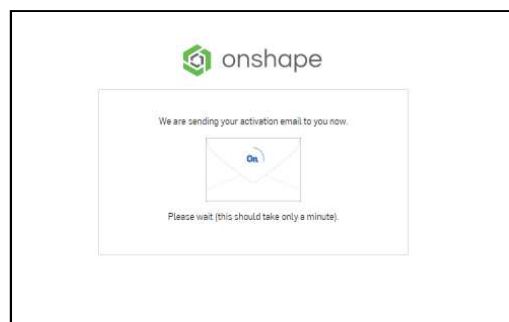 onshape
We are sending your activation email to you now.
On
Please wait (this should take only a minute).